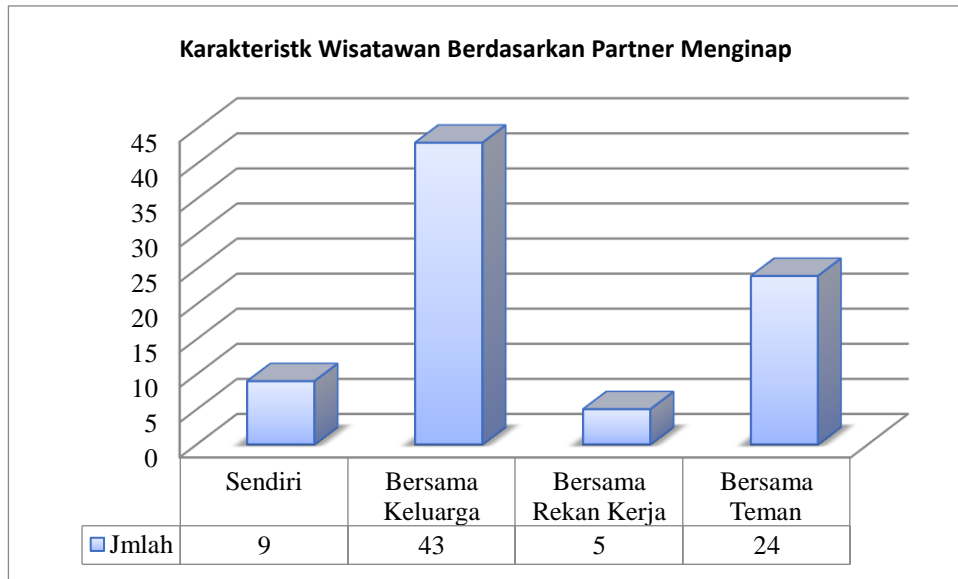 Karakteristk Wisatawan Berdasarkan Partner Menginap
45
40
35
30
25
20
15
10
5
0
Sendiri
Bersama
Keluarga
Bersama
Rekan Kerja
Bersama
Teman
Jmlah 9 43 5 24